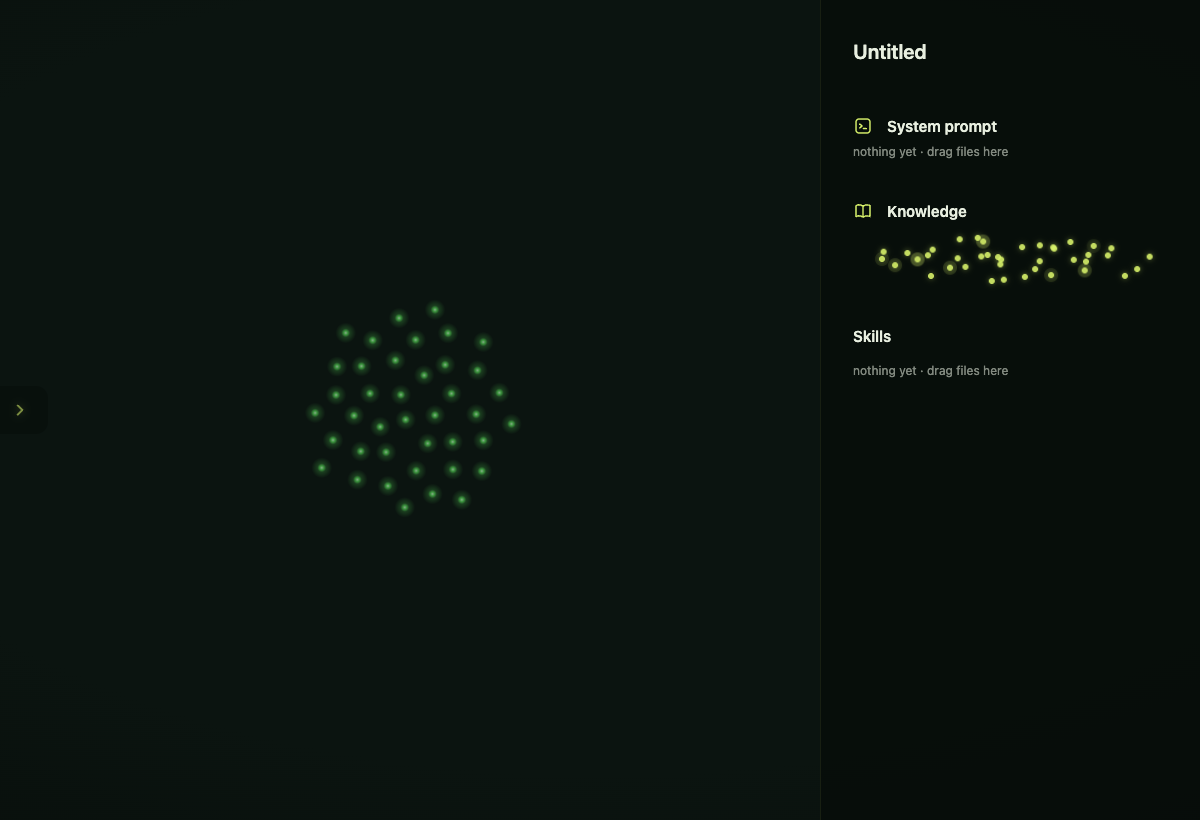 Untitled
System prompt
nothing yet · drag files here
Knowledge
Skills
nothing yet · drag files here